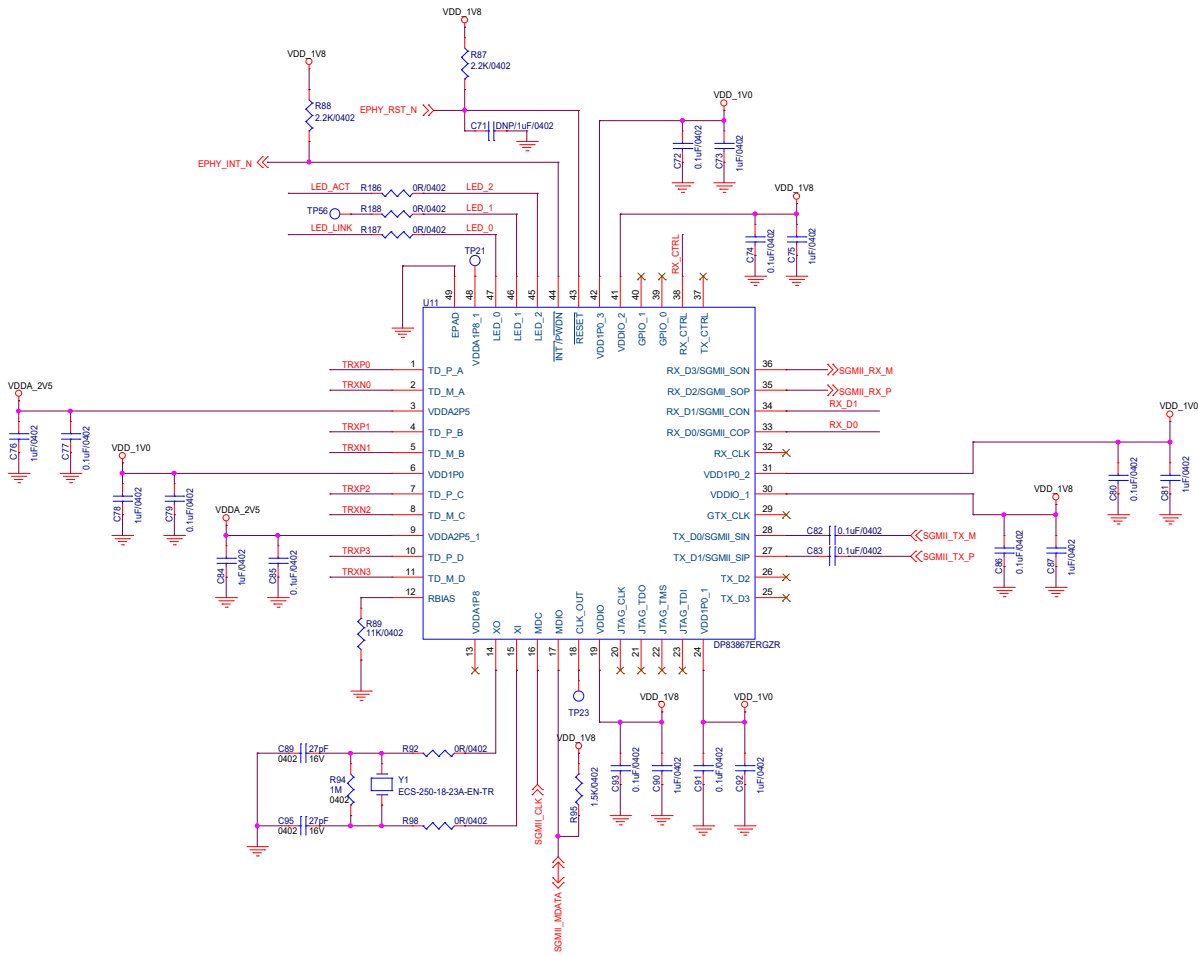 VDD_1V8
R87
2.2K/0402
VDD_1V8
R88
2.2K/0402
EPHY_RST_N
C71
DNP/1uF/0402
EPHY_INT_N
VDD_1V0
C72
0.1uF/0402
C73
1uF/0402
LED_ACT R186 0R/0402 LED_2
TP56 R188 0R/0402 LED_1
LED_LINK R187 0R/0402 LED_0
VDD_1V8
C74
0.1uF/0402
C75
1uF/0402
TP21
RX_CTRL
U11
49 48 47 46 45 44 43 42 41 40 39 38 37
EPAD
VDDA1P8_1
LED_0
LED_1
LED_2
INT/PWDN
RESET
VDD1P0_3
VDDIO_2
GPIO_1
GPIO_0
RX_CTRL
TX_CTRL
TRXP0 1 TD_P_A
TRXN0 2 TD_M_A
VDDA_2V5
3 VDDA2P5
C76
1uF/0402
C77
0.1uF/0402
TRXP1 4 TD_P_B
TRXN1 5 TD_M_B
VDD_1V0
6 VDD1P0
C78
1uF/0402
C79
0.1uF/0402
TRXP2 7 TD_P_C
TRXN2 8 TD_M_C
VDDA_2V5
9 VDDA2P5_1
C84
1uF/0402
C85
0.1uF/0402
TRXP3 10 TD_P_D
TRXN3 11 TD_M_D
12 RBIAS
R89
11K/0402
RX_D3/SGMII_SON 36 SGMII_RX_M
RX_D2/SGMII_SOP 35 SGMII_RX_P
RX_D1/SGMII_CON 34 RX_D1
RX_D0/SGMII_COP 33 RX_D0
RX_CLK 32
VDD1P0_2 31
VDD_1V0
C80
0.1uF/0402
C81
1uF/0402
VDDIO_1 30
VDD_1V8
C86
0.1uF/0402
C87
1uF/0402
GTX_CLK 29
TX_D0/SGMII_SIN 28 C82 0.1uF/0402 SGMII_TX_M
TX_D1/SGMII_SIP 27 C83 0.1uF/0402 SGMII_TX_P
TX_D2 26
TX_D3 25
VDDA1P8
XO
XI
MDC
MDIO
CLK_OUT
VDDIO
JTAG_CLK
JTAG_TDO
JTAG_TMS
JTAG_TDI
VDD1P0_1
DP83867ERGZR
13 14 15 16 17 18 19 20 21 22 23 24
TP23
VDD_1V8
R95
1.5K/0402
VDD_1V8
C93
0.1uF/0402
C90
1uF/0402
VDD_1V0
C91
0.1uF/0402
C92
1uF/0402
C89 27pF
0402 16V
R92 0R/0402
R94
1M
0402
Y1
ECS-250-18-23A-EN-TR
C95 27pF
0402 16V
R98 0R/0402
SGMII_CLK
SGMII_MDATA